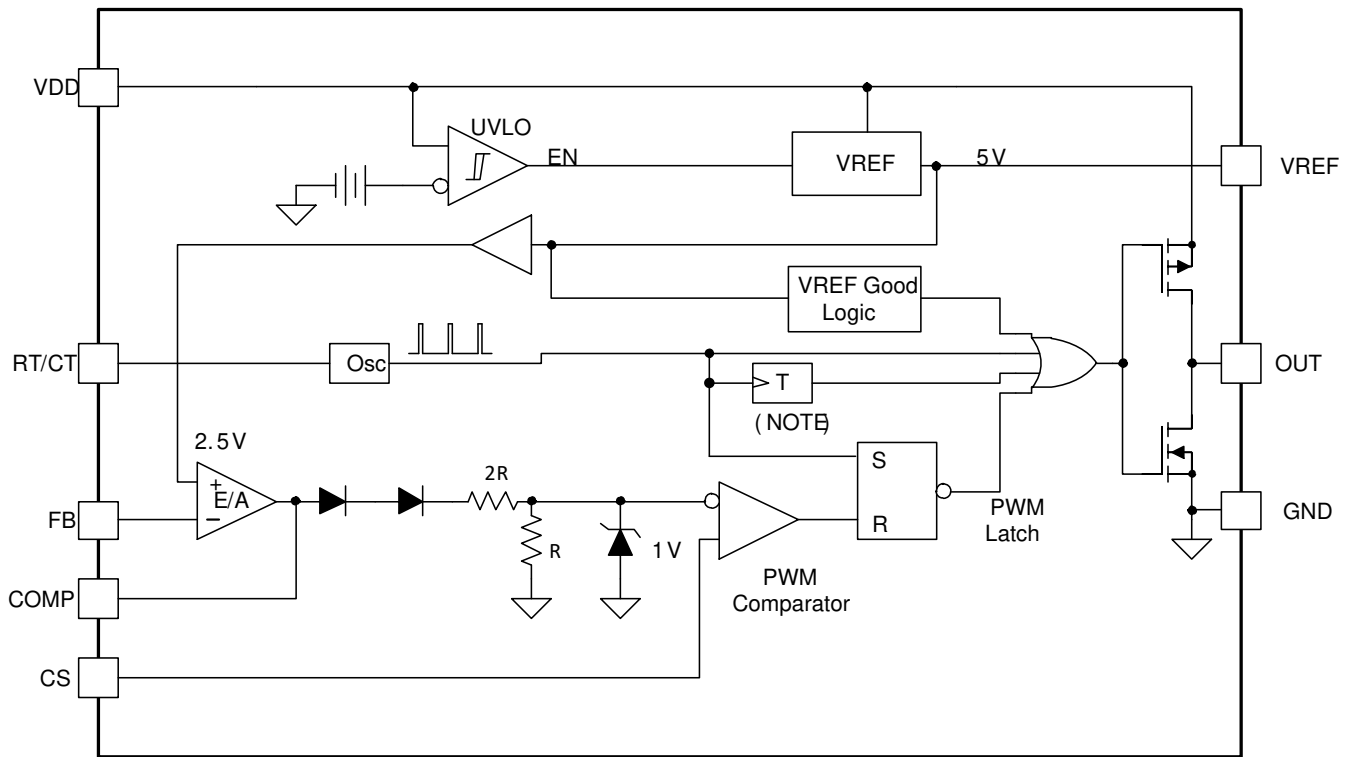 VDD
UVLO
EN
VREF
5V
VREF
VREF Good
Logic
RT/CT
Osc
T
(NOTE)
OUT
2.5V
+
E/A
−
FB
2R
R
1V
S
R
PWM
Latch
GND
PWM
Comparator
COMP
CS